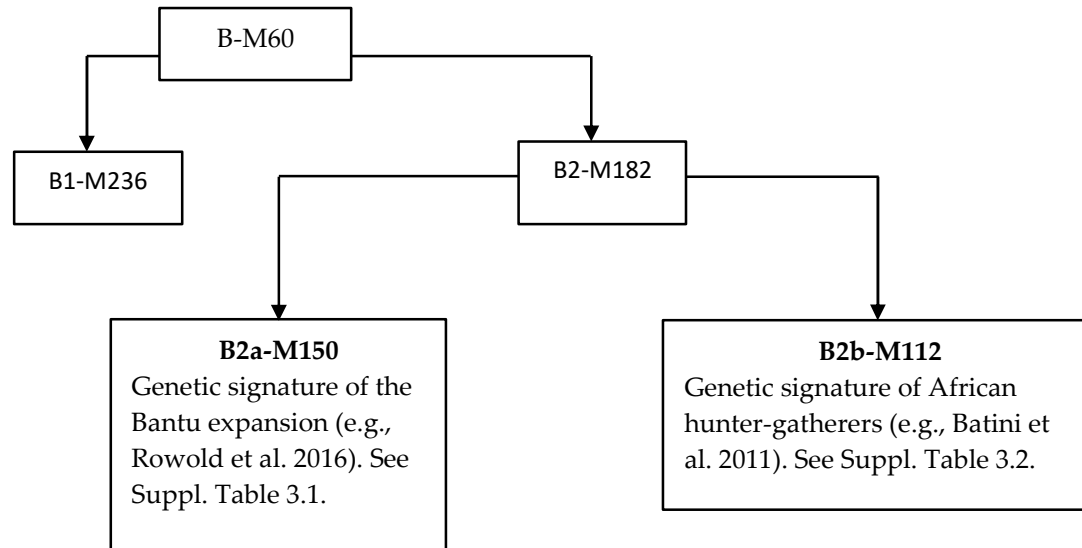 B-M60
B1-M236
B2-M182
B2a-M150
Genetic signature of the
Bantu expansion (e.g.,
Rowold et al. 2016). See
Suppl. Table 3.1.
B2b-M112
Genetic signature of African
hunter-gatherers (e.g., Batini et
al. 2011). See Suppl. Table 3.2.